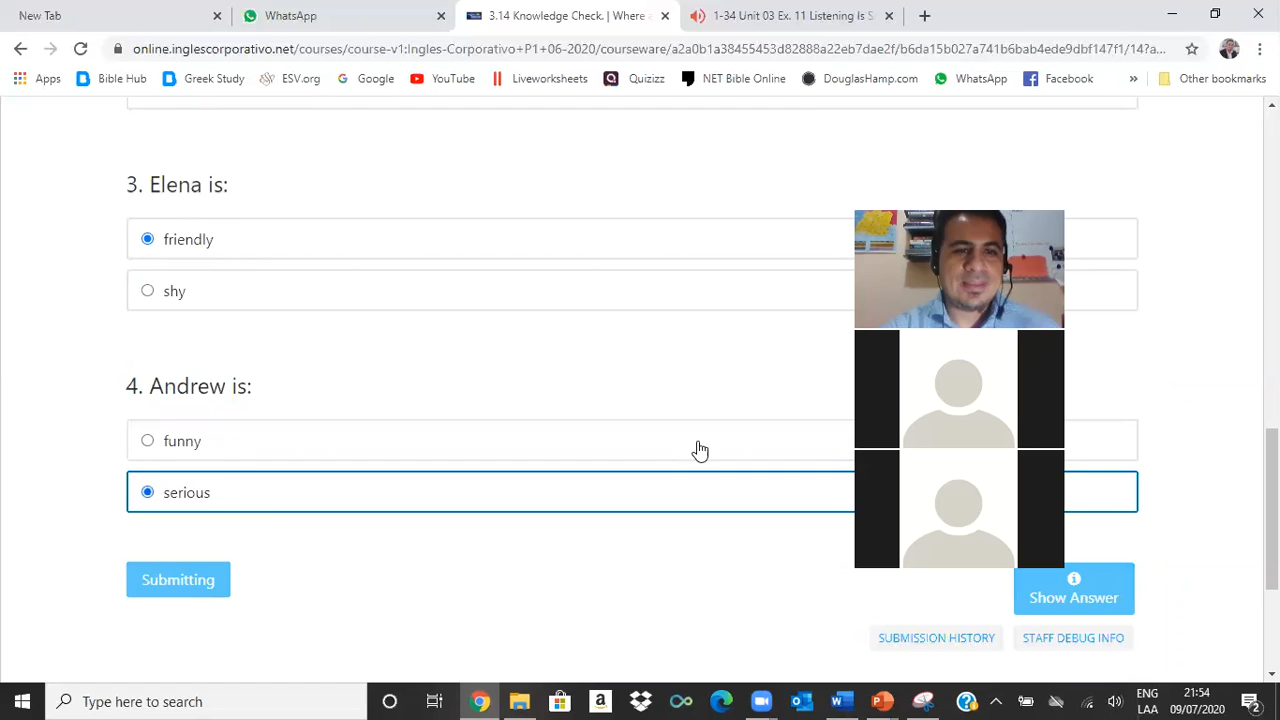 New Tab
WhatsApp
3.14 Knowledge Check. | Where
1-34 Unit 03 Ex. 11 Listening Is S
online.inglescorporativo.net/courses/course-v1:Ingles-Corporativo+P1+06-2020/courseware/a2a0b1a38455453d82888a22eb7dae2f/b6da15b027a741b6bab4ede9dbf147f1/14?a...
Apps
Bible Hub
Greek Study
ESV.org
Google
YouTube
Liveworksheets
Quizizz
NET Bible Online
DouglasHamp.com
WhatsApp
Facebook
»
Other bookmarks
3. Elena is:
friendly
shy
4. Andrew is:
funny
serious
Submitting
Show Answer
SUBMISSION HISTORY
STAFF DEBUG INFO
Type here to search
ENG
LAA
21:54
09/07/2020
2